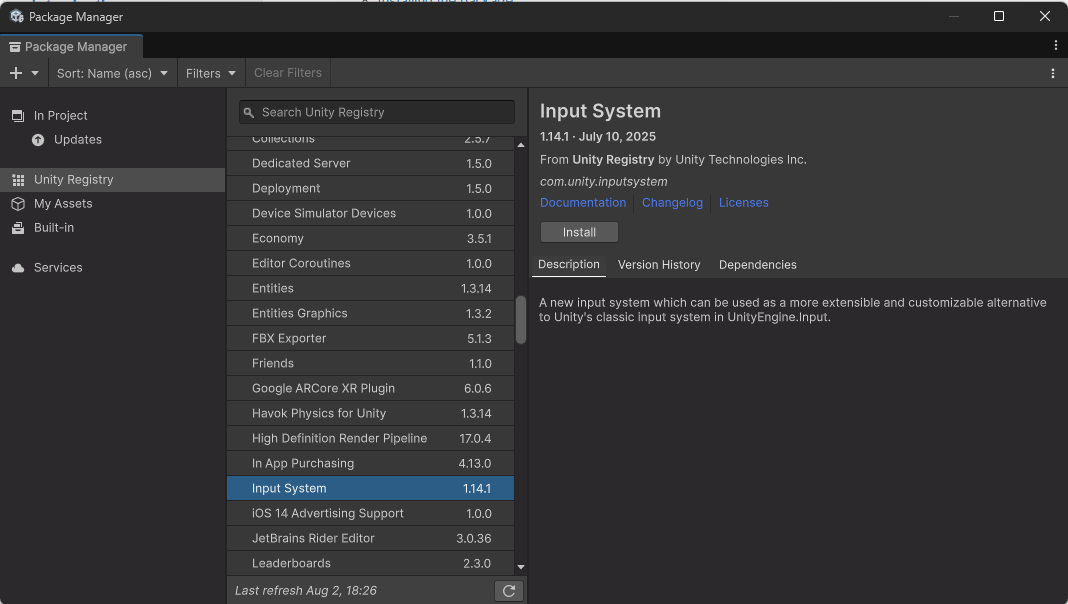 Package Manager
Package Manager
Sort: Name (asc)
Filters
Clear Filters
In Project
Updates
Unity Registry
My Assets
Built-in
Services
Search Unity Registry
Collections 2.5.7
Dedicated Server 1.5.0
Deployment 1.5.0
Device Simulator Devices 1.0.0
Economy 3.5.1
Editor Coroutines 1.0.0
Entities 1.3.14
Entities Graphics 1.3.2
FBX Exporter 5.1.3
Friends 1.1.0
Google ARCore XR Plugin 6.0.6
Havok Physics for Unity 1.3.14
High Definition Render Pipeline 17.0.4
In App Purchasing 4.13.0
Input System 1.14.1
iOS 14 Advertising Support 1.0.0
JetBrains Rider Editor 3.0.36
Leaderboards 2.3.0
Last refresh Aug 2, 18:26
Input System
1.14.1 · July 10, 2025
From Unity Registry by Unity Technologies Inc.
com.unity.inputsystem
Documentation
Changelog
Licenses
Install
Description
Version History
Dependencies
A new input system which can be used as a more extensible and customizable alternative
to Unity's classic input system in UnityEngine.Input.